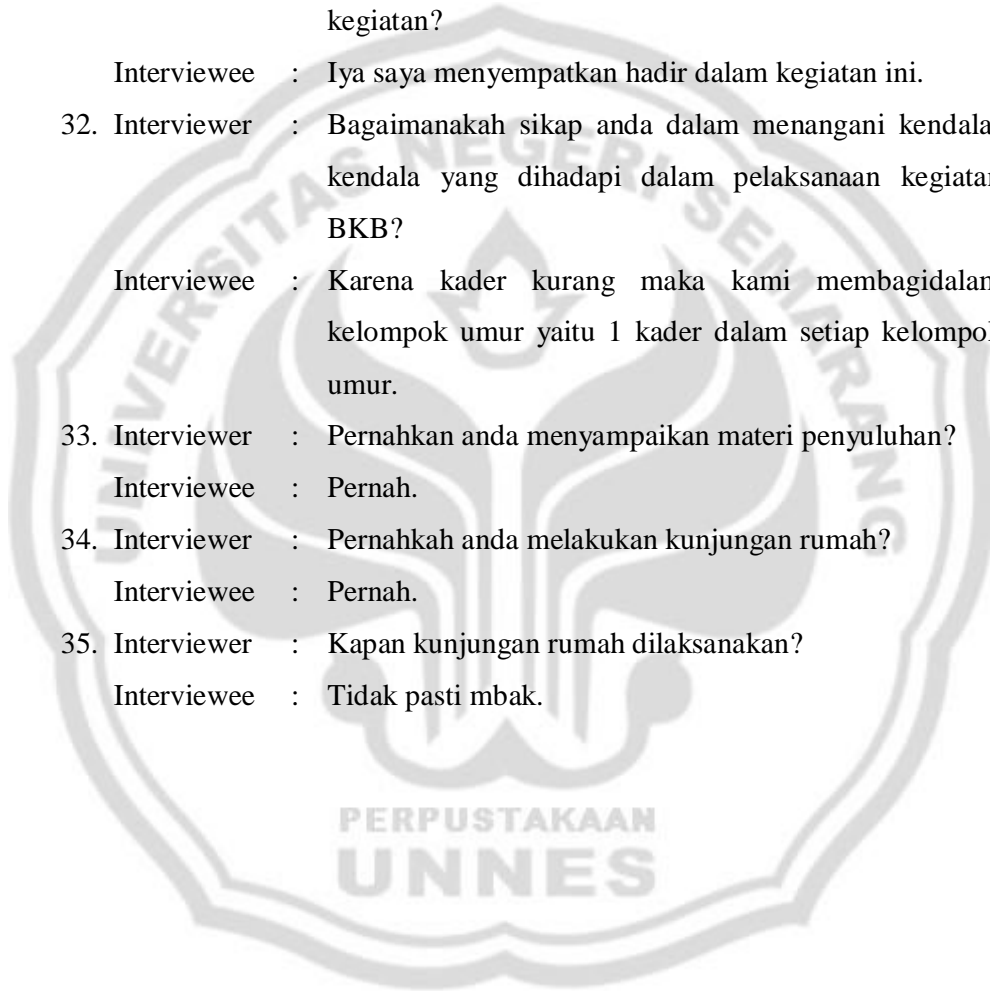 kegiatan?
Interviewee : Iya saya menyempatkan hadir dalam kegiatan ini.
32. Interviewer : Bagaimanakah sikap anda dalam menangani kendala
kendala yang dihadapi dalam pelaksanaan kegiatan
BKB?
Interviewee : Karena kader kurang maka kami membagidalam
kelompok umur yaitu 1 kader dalam setiap kelompok
umur.
33. Interviewer : Pernahkan anda menyampaikan materi penyuluhan?
Interviewee : Pernah.
34. Interviewer : Pernahkah anda melakukan kunjungan rumah?
Interviewee : Pernah.
35. Interviewer : Kapan kunjungan rumah dilaksanakan?
Interviewee : Tidak pasti mbak.
UNIVERSITAS NEGERI SEMARANG
PERPUSTAKAAN
UNNES